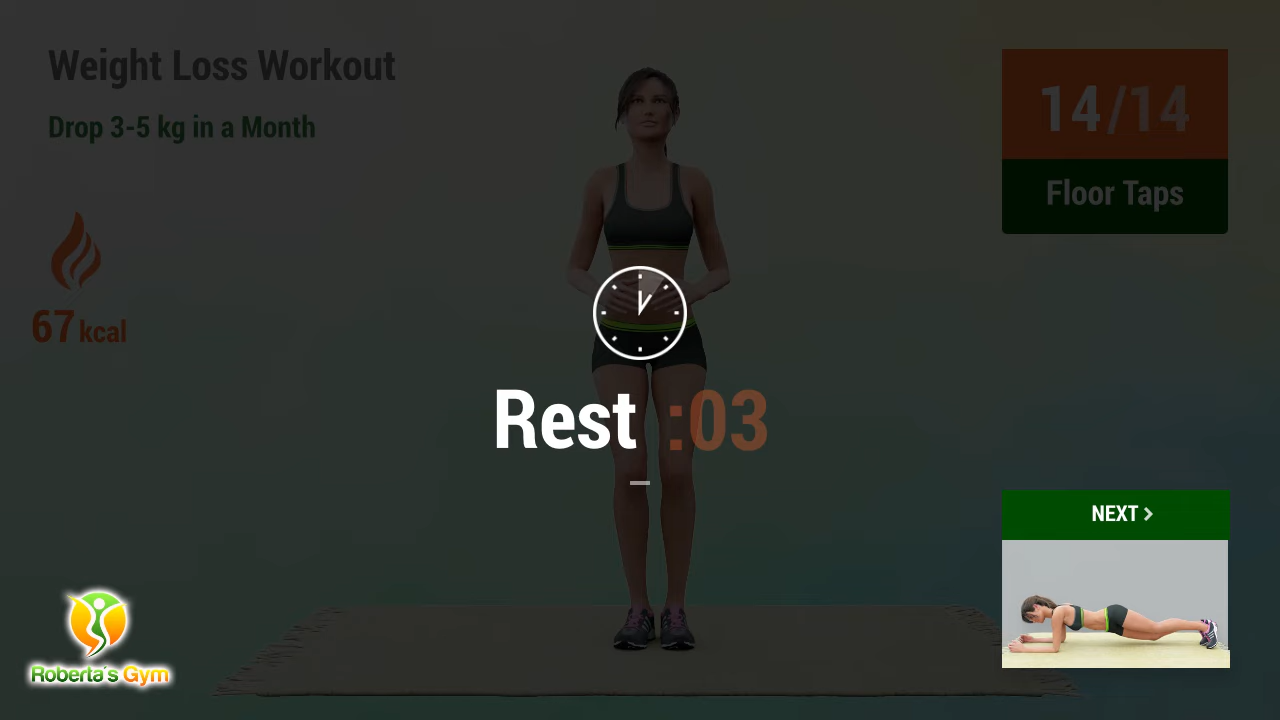 Weight Loss Workout
Drop 3-5 kg in a Month
14/14
Floor Taps
67 kcal
Rest :03
NEXT >
Roberta´s Gym